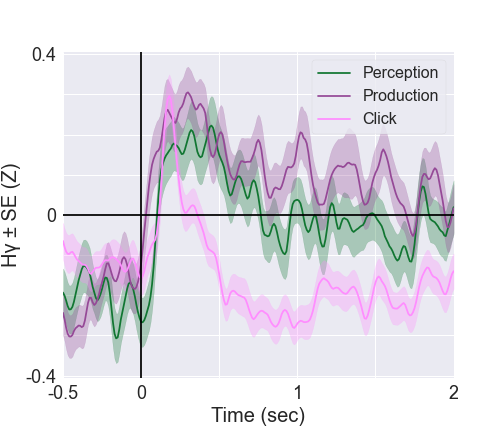 0.4
Perception
Production
Click
Hγ ± SE (Z)
0
-0.4
-0.5
0
1
2
Time (sec)